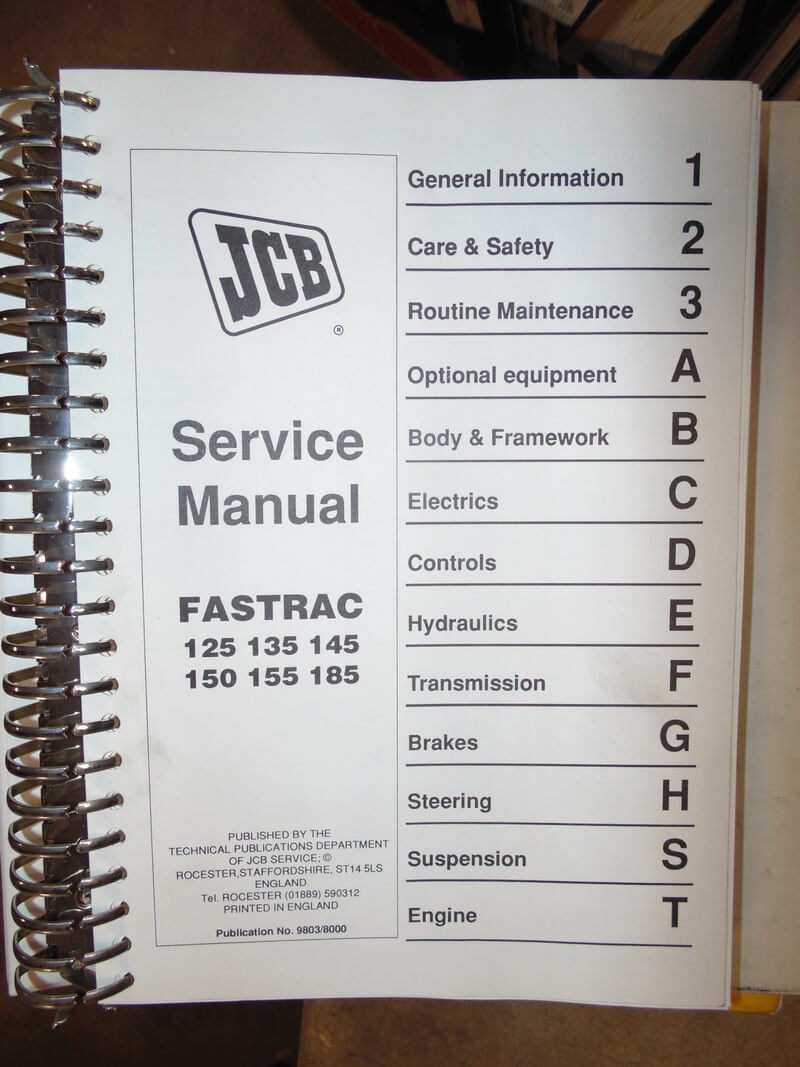 JCB
®
Service
Manual
FASTRAC
125 135 145
150 155 185
PUBLISHED BY THE
TECHNICAL PUBLICATIONS DEPARTMENT
OF JCB SERVICE; ©
ROCESTER,STAFFORDSHIRE, ST14 5LS
ENGLAND
Tel. ROCESTER (01889) 590312
PRINTED IN ENGLAND
Publication No. 9803/8000
General Information 1
Care & Safety 2
Routine Maintenance 3
Optional equipment A
Body & Framework B
Electrics C
Controls D
Hydraulics E
Transmission F
Brakes G
Steering H
Suspension S
Engine T